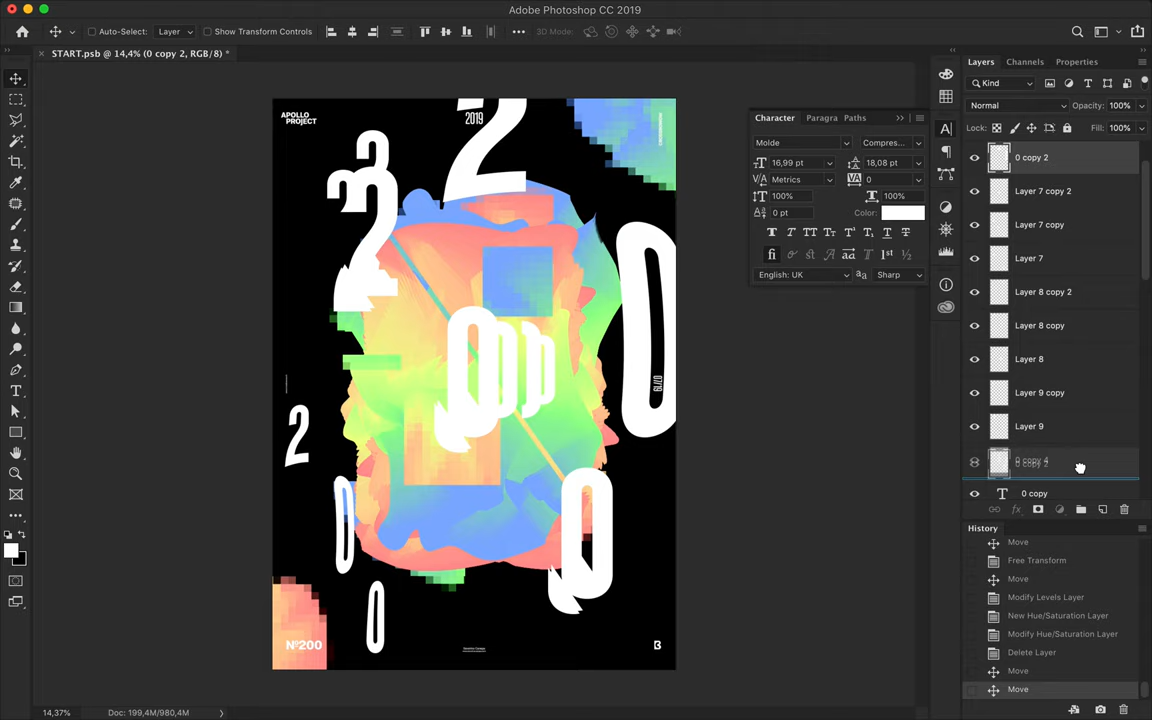 Adobe Photoshop CC 2019
Auto-Select:
Layer
Show Transform Controls
3D Mode:
START.psb @ 14,4% (0 copy 2, RGB/8) *
APOLLO
PROJECT
2019
2
3
3
2
0
0
0
0
07/19
2
0
0
0
Nº200
B
Character
Paragra
Paths
Molde
Compres...
16,99 pt
18,08 pt
Metrics
0
100%
100%
0 pt
Color:
English: UK
Sharp
Layers
Channels
Properties
Kind
Normal
Opacity: 100%
Lock:
Fill: 100%
0 copy 2
Layer 7 copy 2
Layer 7 copy
Layer 7
Layer 8 copy 2
Layer 8 copy
Layer 8
Layer 9 copy
Layer 9
0 copy
History
Move
Free Transform
Move
Modify Levels Layer
New Hue/Saturation Layer
Modify Hue/Saturation Layer
Delete Layer
Move
Move
14,37%
Doc: 199,4M/980,4M